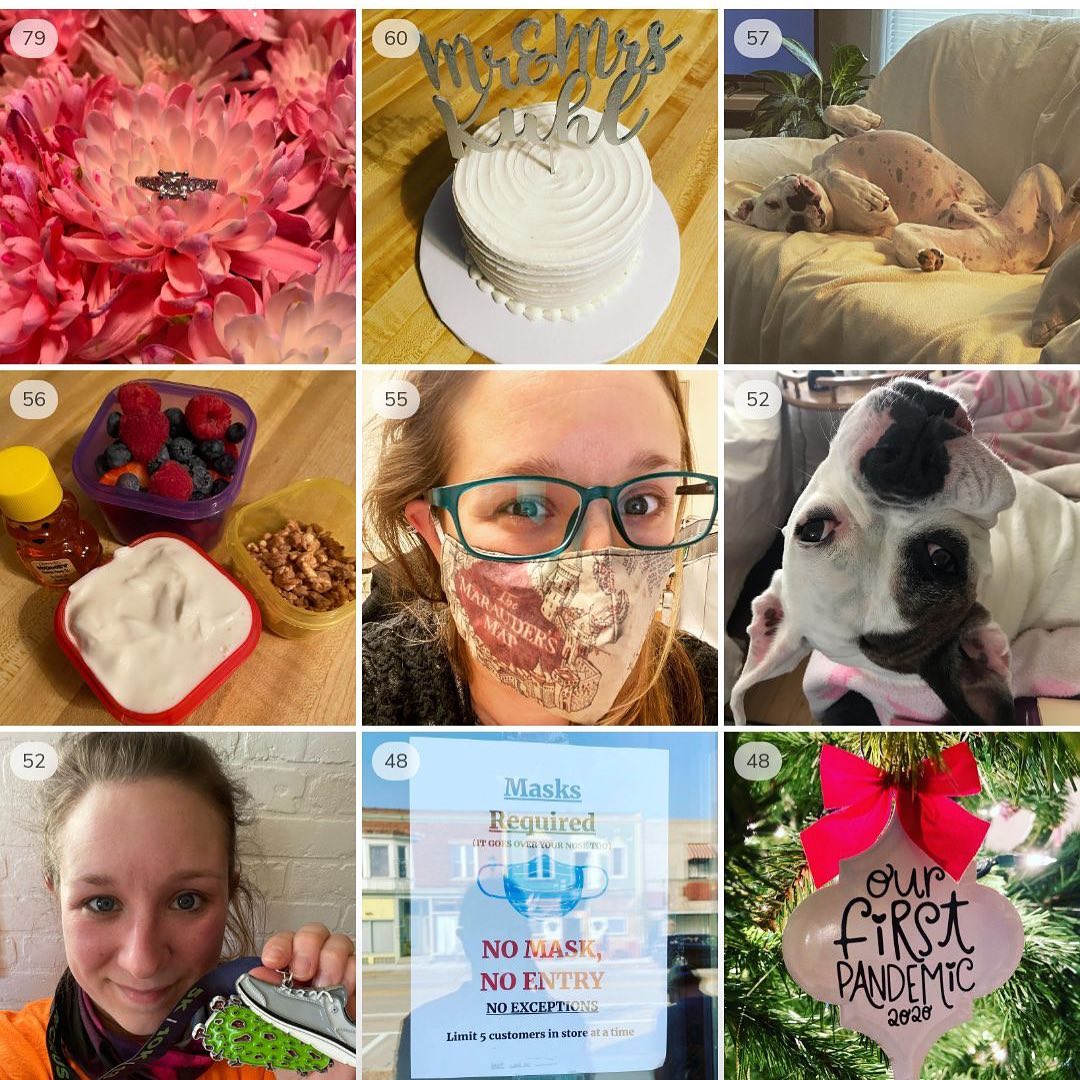 79
60
57
Mr&Mrs
Kuhl
56
55
52
The
MARAUDER'S
MAP
52
48
48
Masks
Required
(IT GOES OVER YOUR NOSE TOO)
NO MASK,
NO ENTRY
NO EXCEPTIONS
Limit 5 customers in store at a time
our
first
PANDEMIC
2020